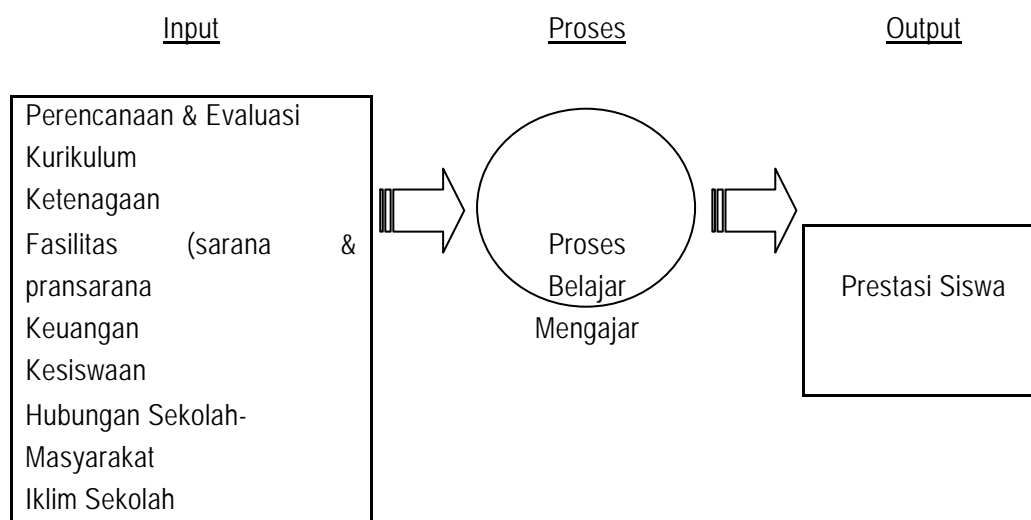 Input
Proses
Output
Perencanaan & Evaluasi
Kurikulum
Ketenagaan
Fasilitas (sarana &
pransarana
Keuangan
Kesiswaan
Hubungan Sekolah-
Masyarakat
Iklim Sekolah
Proses
Belajar
Mengajar
Prestasi Siswa